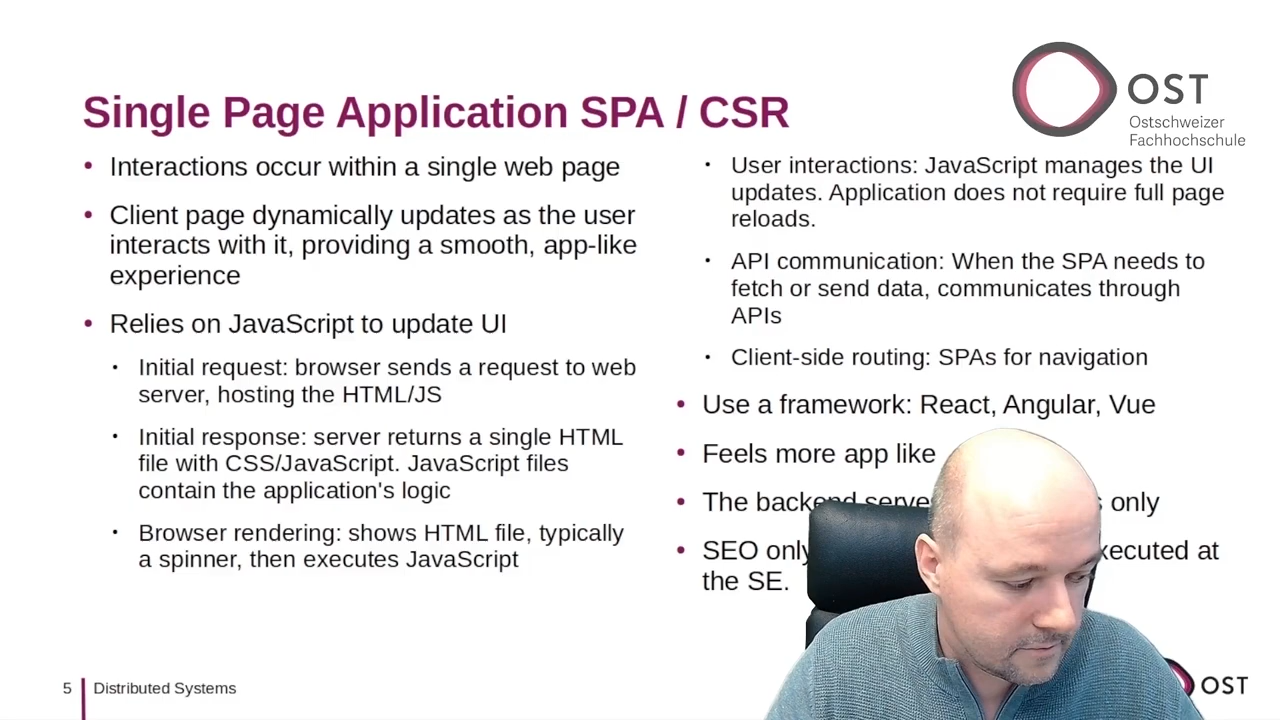 OST
Ostschweizer
Fachhochschule
Single Page Application SPA / CSR
• Interactions occur within a single web page
• Client page dynamically updates as the user
interacts with it, providing a smooth, app-like
experience
• Relies on JavaScript to update UI
• Initial request: browser sends a request to web
server, hosting the HTML/JS
• Initial response: server returns a single HTML
file with CSS/JavaScript. JavaScript files
contain the application's logic
• Browser rendering: shows HTML file, typically
a spinner, then executes JavaScript
• User interactions: JavaScript manages the UI
updates. Application does not require full page
reloads.
• API communication: When the SPA needs to
fetch or send data, communicates through
APIs
• Client-side routing: SPAs for navigation
• Use a framework: React, Angular, Vue
• Feels more app like
• The backend only
• SEO only executed at
the SE.
5 Distributed Systems
OST